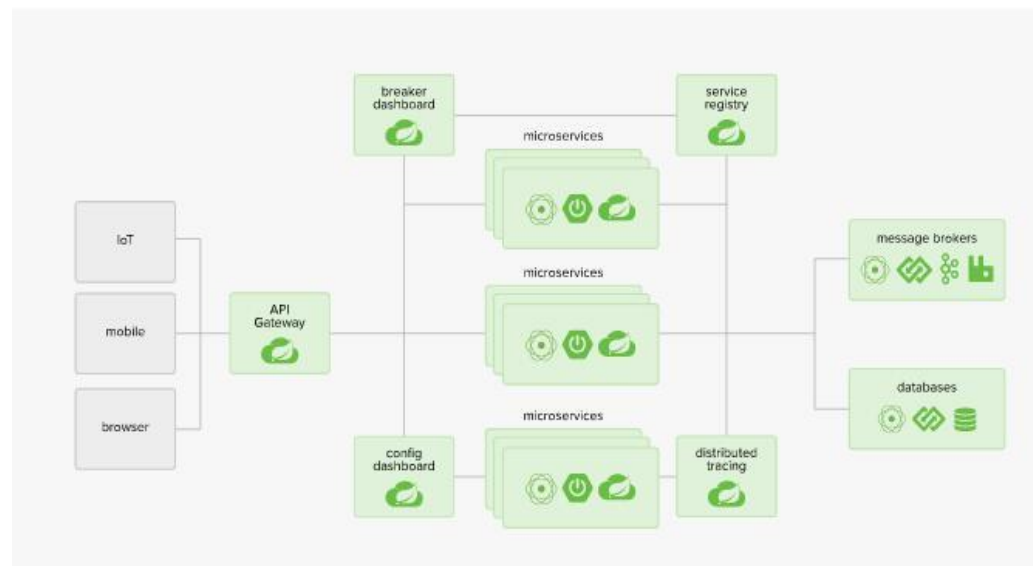 breaker
dashboard
service
registry
microservices
IoT
message brokers
microservices
API
Gateway
mobile
databases
microservices
browser
config
dashboard
distributed
tracing